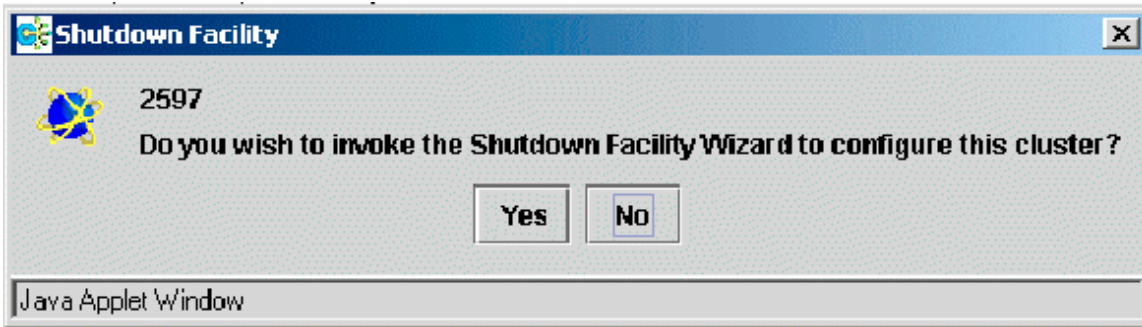 Shutdown Facility
2597
Do you wish to invoke the Shutdown Facility Wizard to configure this cluster?
Yes No
Java Applet Window